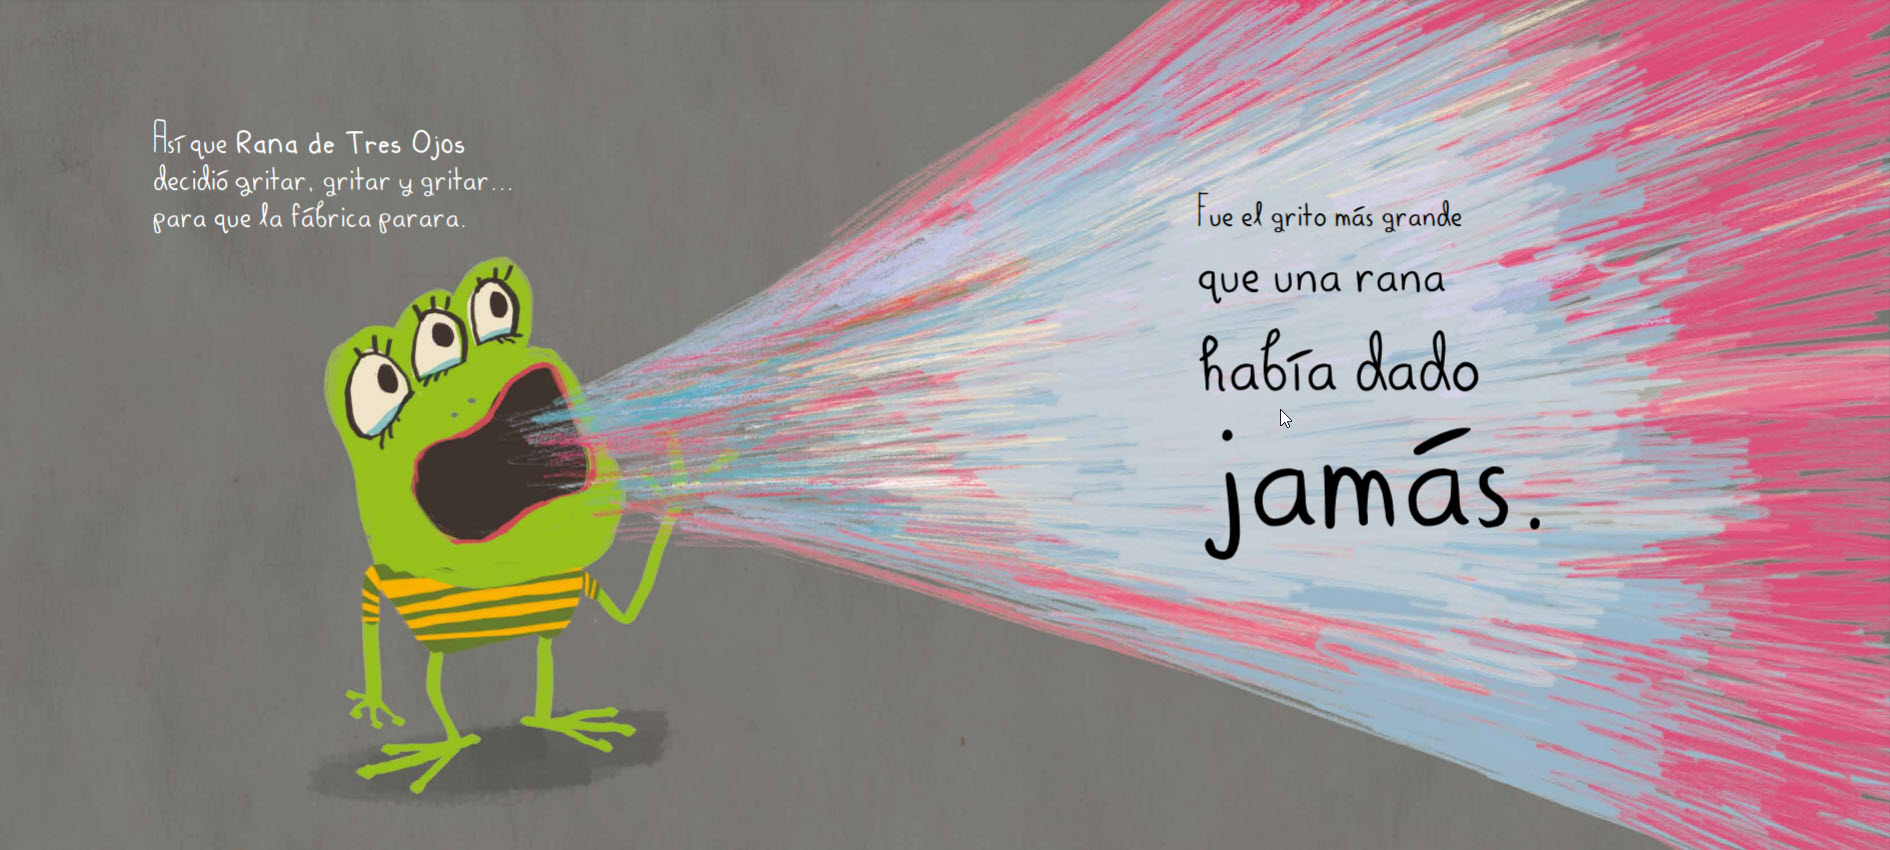 Así que Rana de Tres Ojos
decidió gritar, gritar y gritar...
para que la fábrica parara.
Fue el grito más grande
que una rana
había dado
jamás.